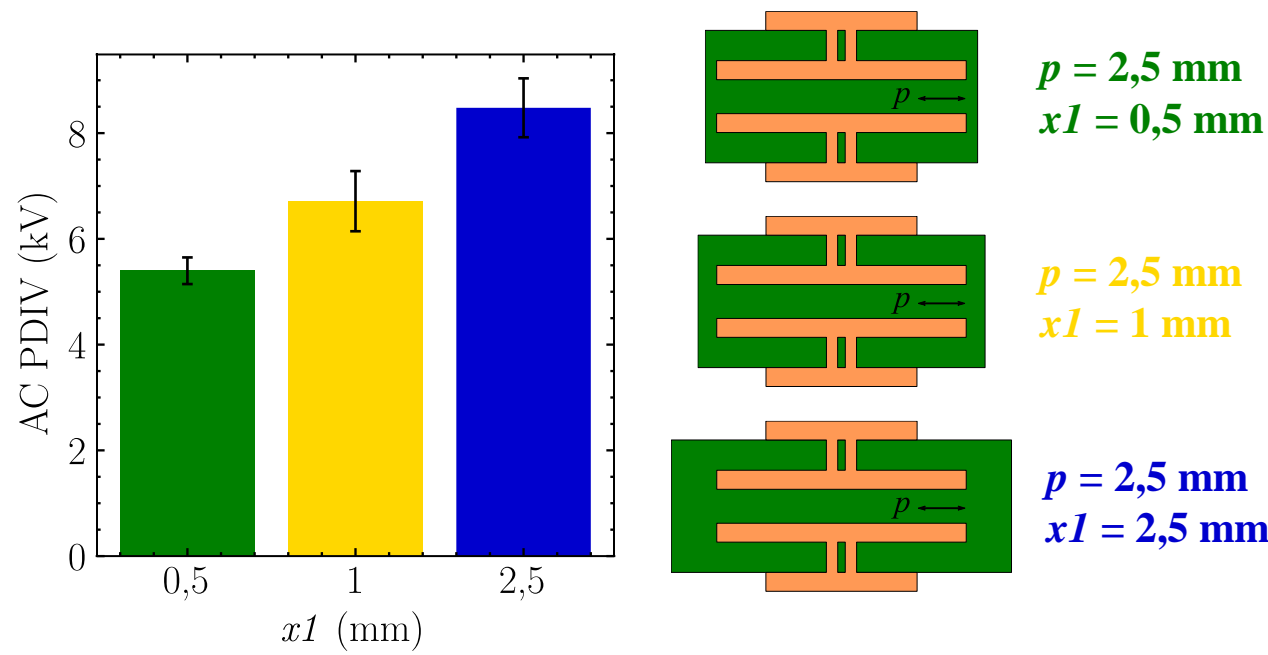 AC PDIV (kV)
8
6
4
2
0
0,5
1
2,5
x1 (mm)
p
p = 2,5 mm
x1 = 0,5 mm
p
p = 2,5 mm
x1 = 1 mm
p
p = 2,5 mm
x1 = 2,5 mm